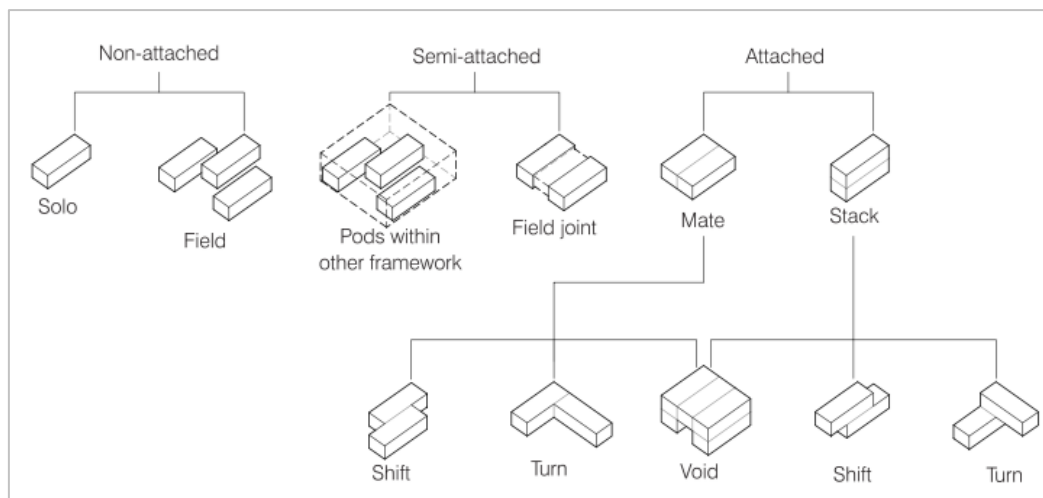 Non-attached
Semi-attached
Attached
Solo
Field
Pods within
other framework
Field joint
Mate
Stack
Shift
Turn
Void
Shift
Turn